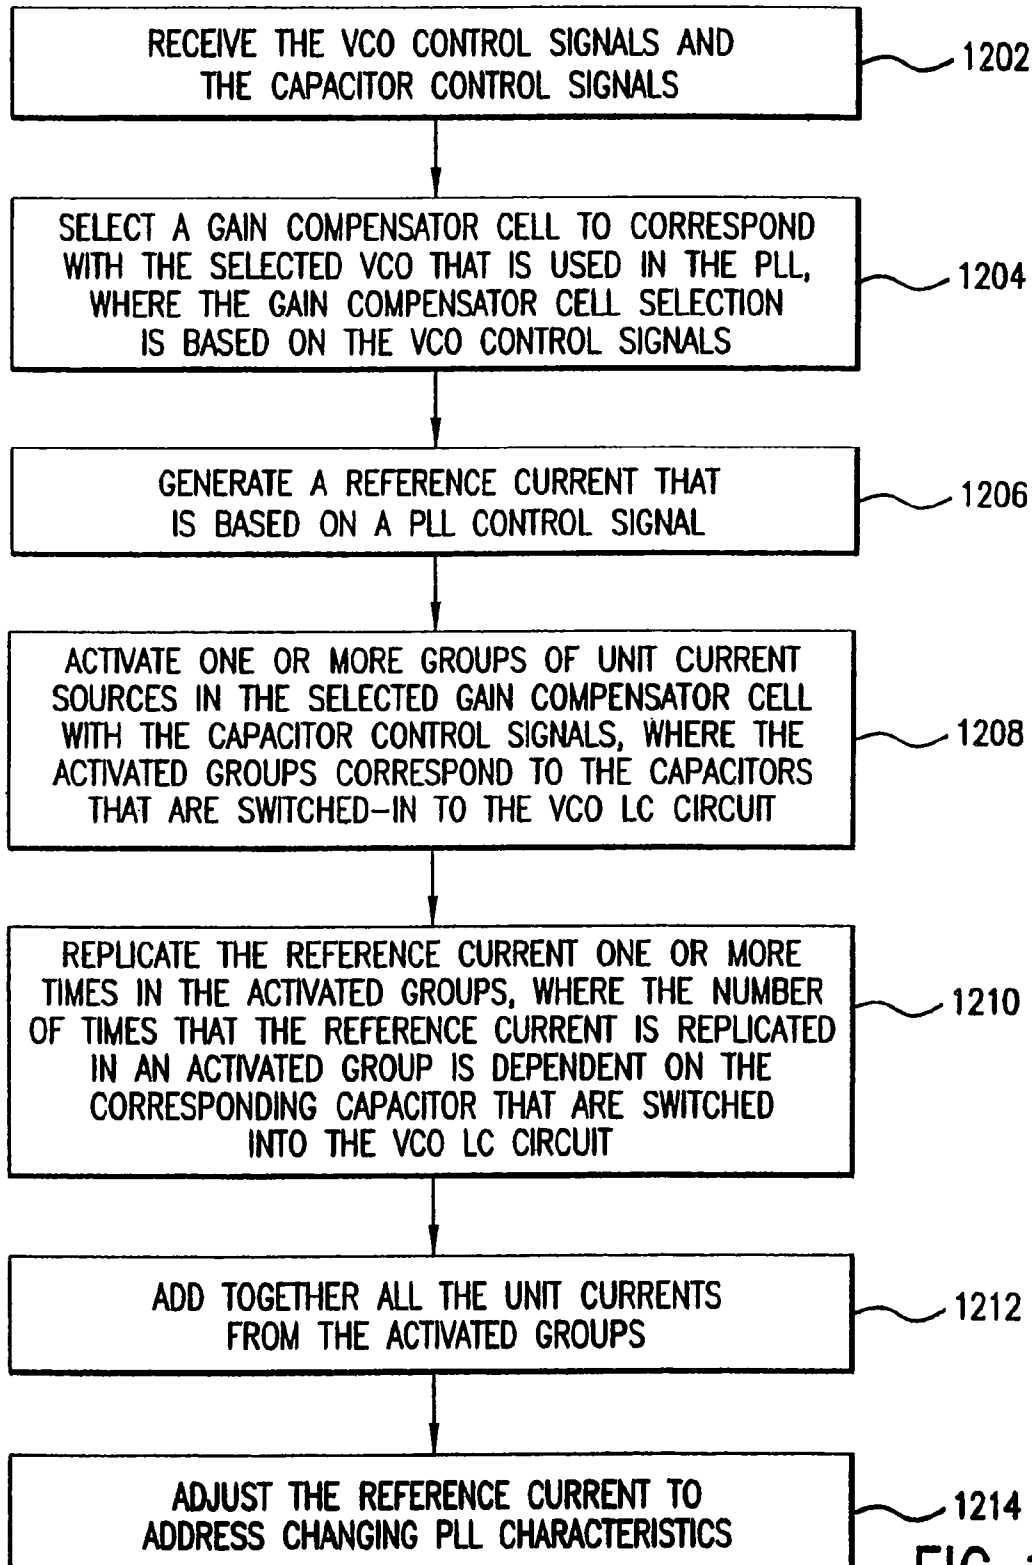 RECEIVE THE VCO CONTROL SIGNALS AND
THE CAPACITOR CONTROL SIGNALS
1202
SELECT A GAIN COMPENSATOR CELL TO CORRESPOND
WITH THE SELECTED VCO THAT IS USED IN THE PLL,
WHERE THE GAIN COMPENSATOR CELL SELECTION
IS BASED ON THE VCO CONTROL SIGNALS
1204
GENERATE A REFERENCE CURRENT THAT
IS BASED ON A PLL CONTROL SIGNAL
1206
ACTIVATE ONE OR MORE GROUPS OF UNIT CURRENT
SOURCES IN THE SELECTED GAIN COMPENSATOR CELL
WITH THE CAPACITOR CONTROL SIGNALS, WHERE THE
ACTIVATED GROUPS CORRESPOND TO THE CAPACITORS
THAT ARE SWITCHED-IN TO THE VCO LC CIRCUIT
1208
REPLICATE THE REFERENCE CURRENT ONE OR MORE
TIMES IN THE ACTIVATED GROUPS, WHERE THE NUMBER
OF TIMES THAT THE REFERENCE CURRENT IS REPLICATED
IN AN ACTIVATED GROUP IS DEPENDENT ON THE
CORRESPONDING CAPACITOR THAT ARE SWITCHED
INTO THE VCO LC CIRCUIT
1210
ADD TOGETHER ALL THE UNIT CURRENTS
FROM THE ACTIVATED GROUPS
1212
ADJUST THE REFERENCE CURRENT TO
ADDRESS CHANGING PLL CHARACTERISTICS
1214
FIG